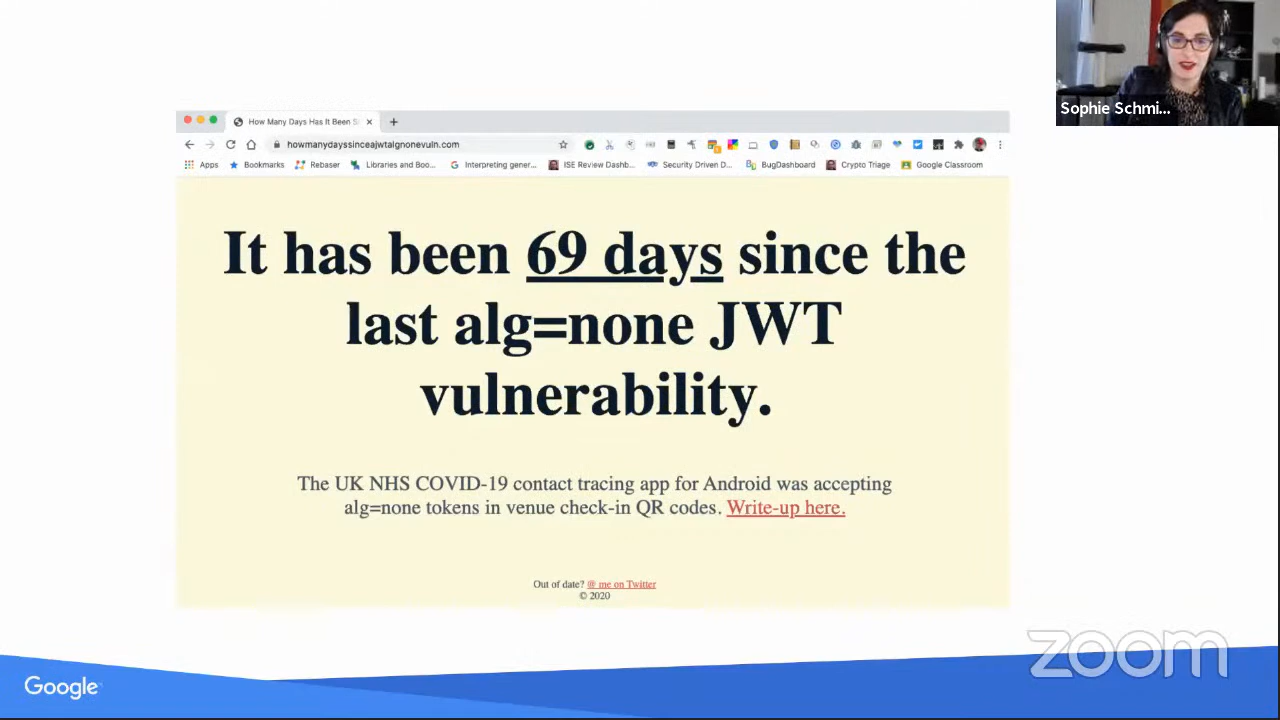 Sophie Schmi...
How Many Days Has It Been S
howmanydayssinceajwtalgnonevuln.com
Apps Bookmarks Rebaser Libraries and Boo... Interpreting gener... ISE Review Dashb... Security Driven D... BugDashboard Crypto Triage Google Classroom
It has been 69 days since the
last alg=none JWT
vulnerability.
The UK NHS COVID-19 contact tracing app for Android was accepting
alg=none tokens in venue check-in QR codes. Write-up here.
Out of date? @ me on Twitter
© 2020
zoom
Google